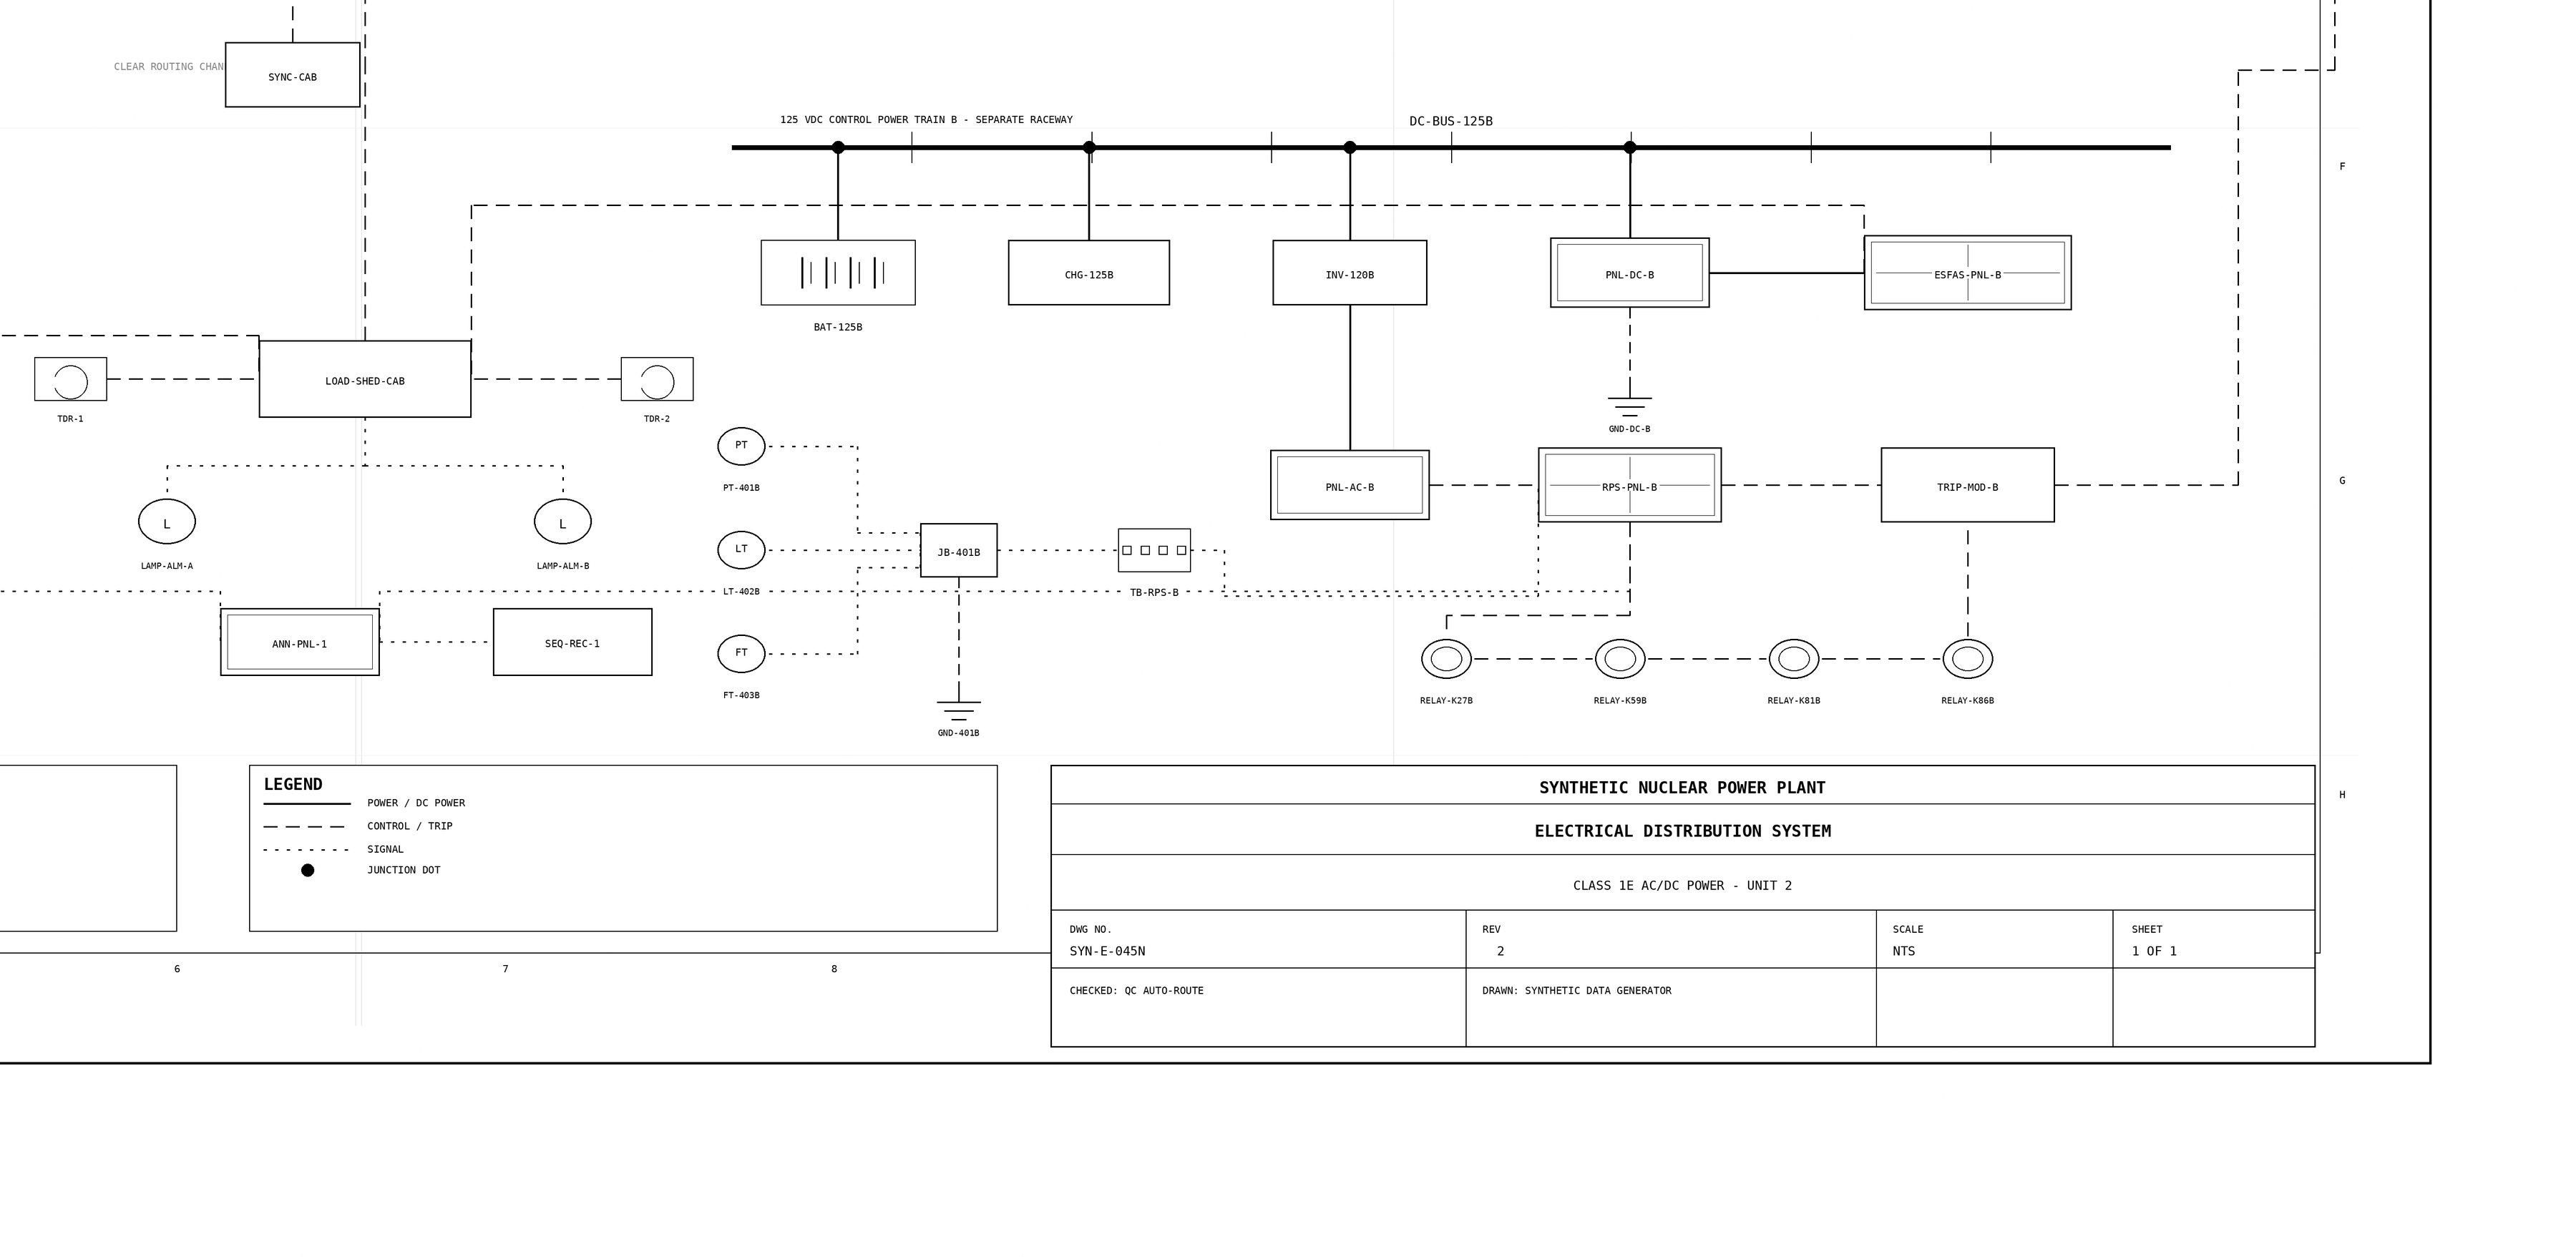 CLEAR ROUTING CHAN
SYNC-CAB
125 VDC CONTROL POWER TRAIN B - SEPARATE RACEWAY
DC-BUS-125B
F
CHG-125B
INV-120B
PNL-DC-B
ESFAS-PNL-B
BAT-125B
LOAD-SHED-CAB
TDR-1
TDR-2
GND-DC-B
PT
PT-401B
PNL-AC-B
RPS-PNL-B
TRIP-MOD-B
G
L
L
LAMP-ALM-A
LAMP-ALM-B
LT
LT-402B
JB-401B
TB-RPS-B
ANN-PNL-1
SEQ-REC-1
FT
FT-403B
RELAY-K27B
RELAY-K59B
RELAY-K81B
RELAY-K86B
GND-401B
LEGEND
POWER / DC POWER
CONTROL / TRIP
SIGNAL
JUNCTION DOT
SYNTHETIC NUCLEAR POWER PLANT
ELECTRICAL DISTRIBUTION SYSTEM
CLASS 1E AC/DC POWER - UNIT 2
DWG NO.
SYN-E-045N
REV
2
SCALE
NTS
SHEET
1 OF 1
CHECKED: QC AUTO-ROUTE
DRAWN: SYNTHETIC DATA GENERATOR
H
6
7
8